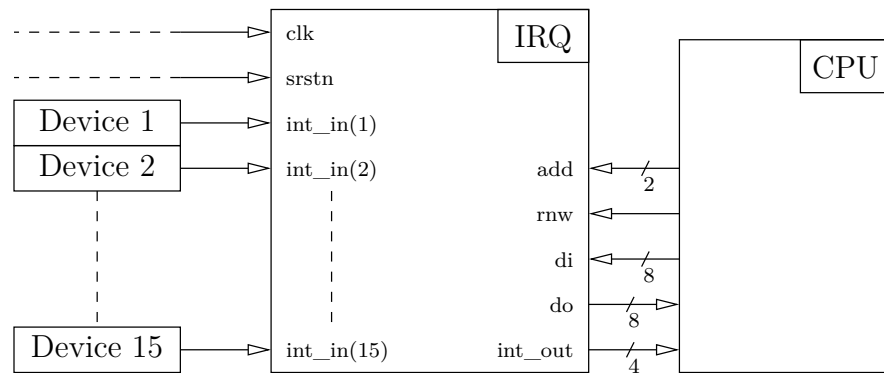 IRQ
CPU
clk
srstn
Device 1
int_in(1)
Device 2
int_in(2)
add
2
rnw
di
8
do
8
Device 15
int_in(15)
int_out
4